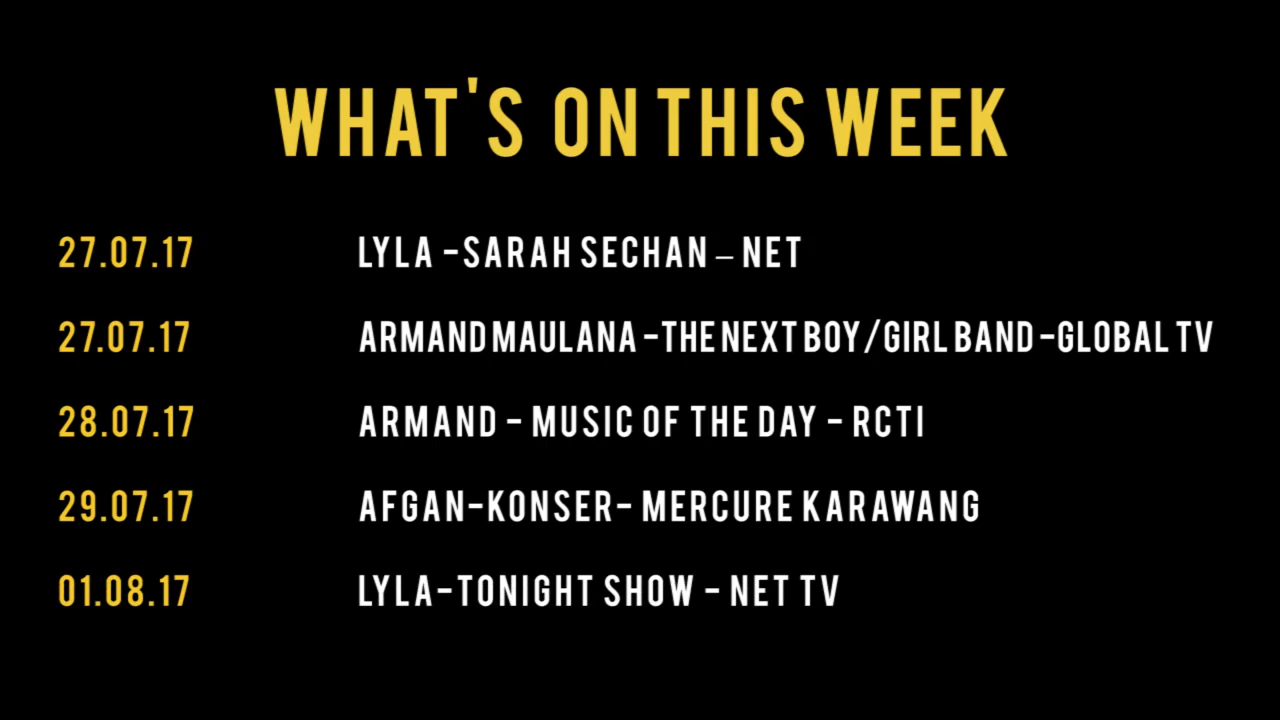 WHAT'S ON THIS WEEK
27.07.17 LYLA -SARAH SECHAN – NET
27.07.17 ARMAND MAULANA -THE NEXT BOY/GIRL BAND -GLOBAL TV
28.07.17 ARMAND - MUSIC OF THE DAY - RCTI
29.07.17 AFGAN-KONSER- MERCURE KARAWANG
01.08.17 LYLA-TONIGHT SHOW - NET TV